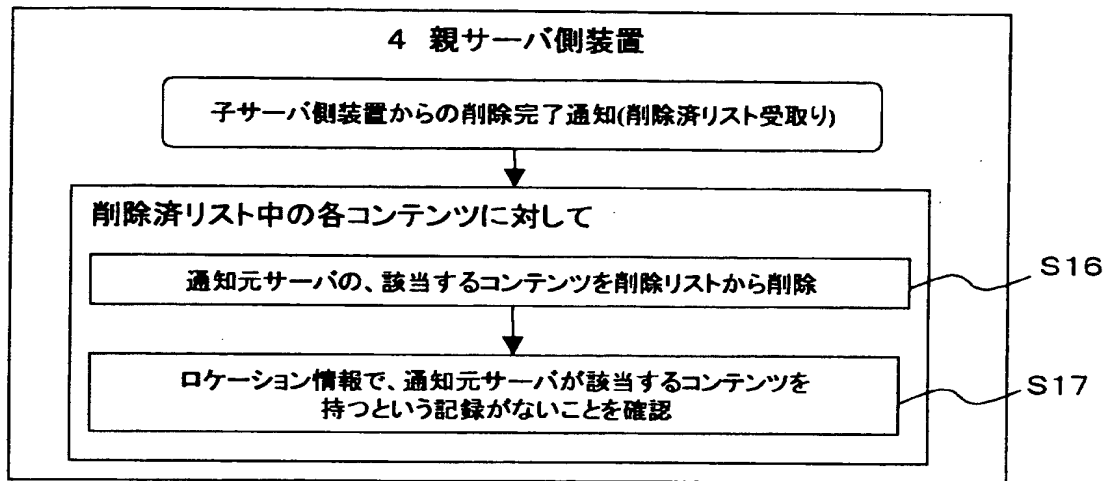 4 親サーバ側装置
子サーバ側装置からの削除完了通知(削除済リスト受取り)
削除済リスト中の各コンテンツに対して
通知元サーバの、該当するコンテンツを削除リストから削除
S16
ロケーション情報で、通知元サーバが該当するコンテンツを
持つという記録がないことを確認
S17